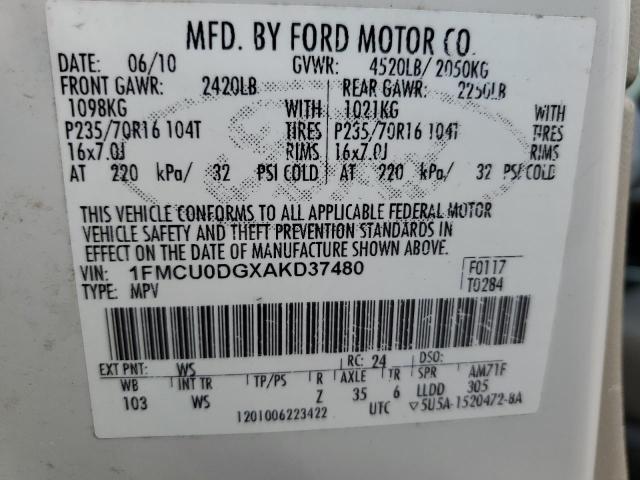 MFD. BY FORD MOTOR CO.
DATE: 06/10 GVWR: 4520LB/ 2050KG
FRONT GAWR: 2420LB REAR GAWR: 2250LB
1098KG WITH 1021KG WITH
P235/70R16 104T TIRES P235/70R16 104T TIRES
16x7.0J RIMS 16x7.0J RIMS
AT 220 kPa/ 32 PSI COLD AT 220 kPa/ 32 PSI COLD
THIS VEHICLE CONFORMS TO ALL APPLICABLE FEDERAL MOTOR
VEHICLE SAFETY AND THEFT PREVENTION STANDARDS IN
EFFECT ON THE DATE OF MANUFACTURE SHOWN ABOVE.
VIN: 1FMCU0DGXAKD37480 F0117
TYPE: MPV T0284
EXT PNT: WS RC: 24 DSO:
WB INT TR TP/PS R AXLE TR SPR AM71F
103 WS Z 35 6 LLDD 305
1201006223422 UTC ▽5U5A-1520472-BA